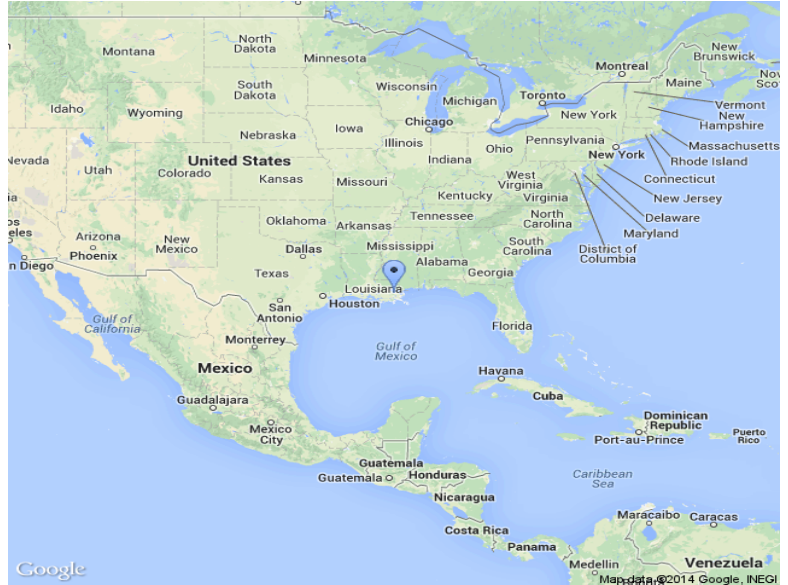 North
Dakota
Montana
Minnesota
New
Brunswick
Montreal
Maine
Nov
Sco
South
Dakota
Wisconsin
Michigan
Toronto
Idaho
Wyoming
Vermont
New
Hampshire
Chicago
New York
Iowa
Nebraska
Illinois
Ohio
Pennsylvania
New York
Massachusetts
Rhode Island
Connecticut
Nevada
Utah
United States
Colorado
Kansas
Missouri
Indiana
West
Virginia
Virginia
Kentucky
New Jersey
Delaware
Maryland
District of
Columbia
ia
os
eles
Arizona
Phoenix
New
Mexico
Oklahoma
Arkansas
Tennessee
North
Carolina
South
Carolina
n Diego
Dallas
Mississippi
Alabama
Georgia
Texas
Louisiana
San
Antonio
Houston
Gulf of
California
Florida
Monterrey
Gulf of
Mexico
Mexico
Havana
Cuba
Guadalajara
Mexico
City
Dominican
Republic
Port-au-Prince
Puerto
Rico
Guatemala
Guatemala
Honduras
Caribbean
Sea
Nicaragua
Costa Rica
Maracaibo
Caracas
Panama
Medellin
Venezuela
Google
Map data ©2014 Google, INEGI